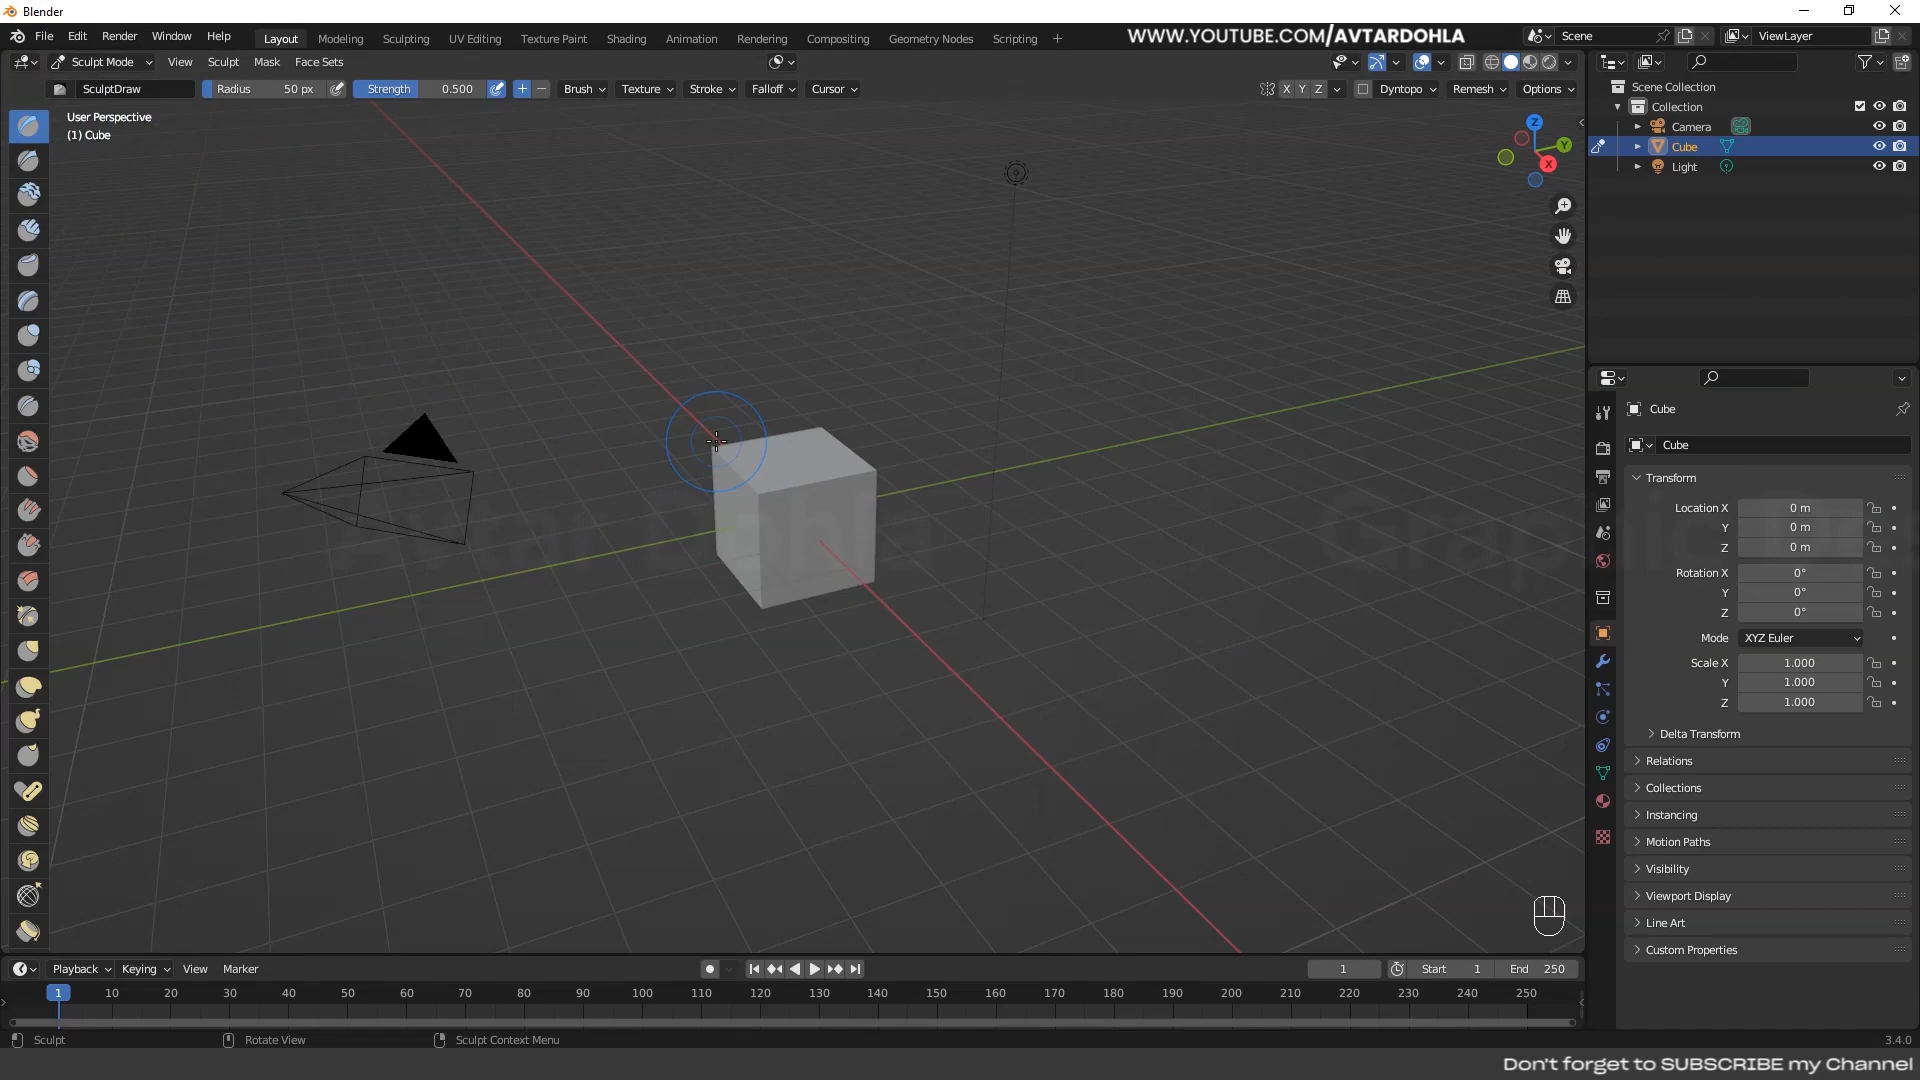 Blender
File Edit Render Window Help Layout Modeling Sculpting UV Editing Texture Paint Shading Animation Rendering Compositing Geometry Nodes Scripting + WWW.YOUTUBE.COM/AVTARDOHLA Scene ViewLayer
Sculpt Mode View Sculpt Mask Face Sets
SculptDraw Radius 50 px Strength 0.500 Brush Texture Stroke Falloff Cursor X Y Z Dyntopo Remesh Options
User Perspective
(1) Cube
Z
Y
X
Scene Collection
Collection
Camera
Cube
Light
Cube
Cube
Transform
Location X 0 m
Y 0 m
Z 0 m
Rotation X 0°
Y 0°
Z 0°
Mode XYZ Euler
Scale X 1.000
Y 1.000
Z 1.000
Delta Transform
Relations
Collections
Instancing
Motion Paths
Visibility
Viewport Display
Line Art
Custom Properties
Avtar Dohla
Playback Keying View Marker 1 Start 1 End 250
1 10 20 30 40 50 60 70 80 90 100 110 120 130 140 150 160 170 180 190 200 210 220 230 240 250
Sculpt Rotate View Sculpt Context Menu 3.4.0
Don't forget to SUBSCRIBE my Channel